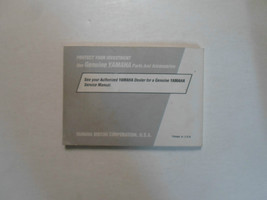 PROTECT YOUR INVESTMENT
Use Genuine YAMAHA Parts And Accessories
See your Authorized YAMAHA Dealer for a Genuine YAMAHA
Service Manual.
YAMAHA MOTOR CORPORATION, U.S.A.